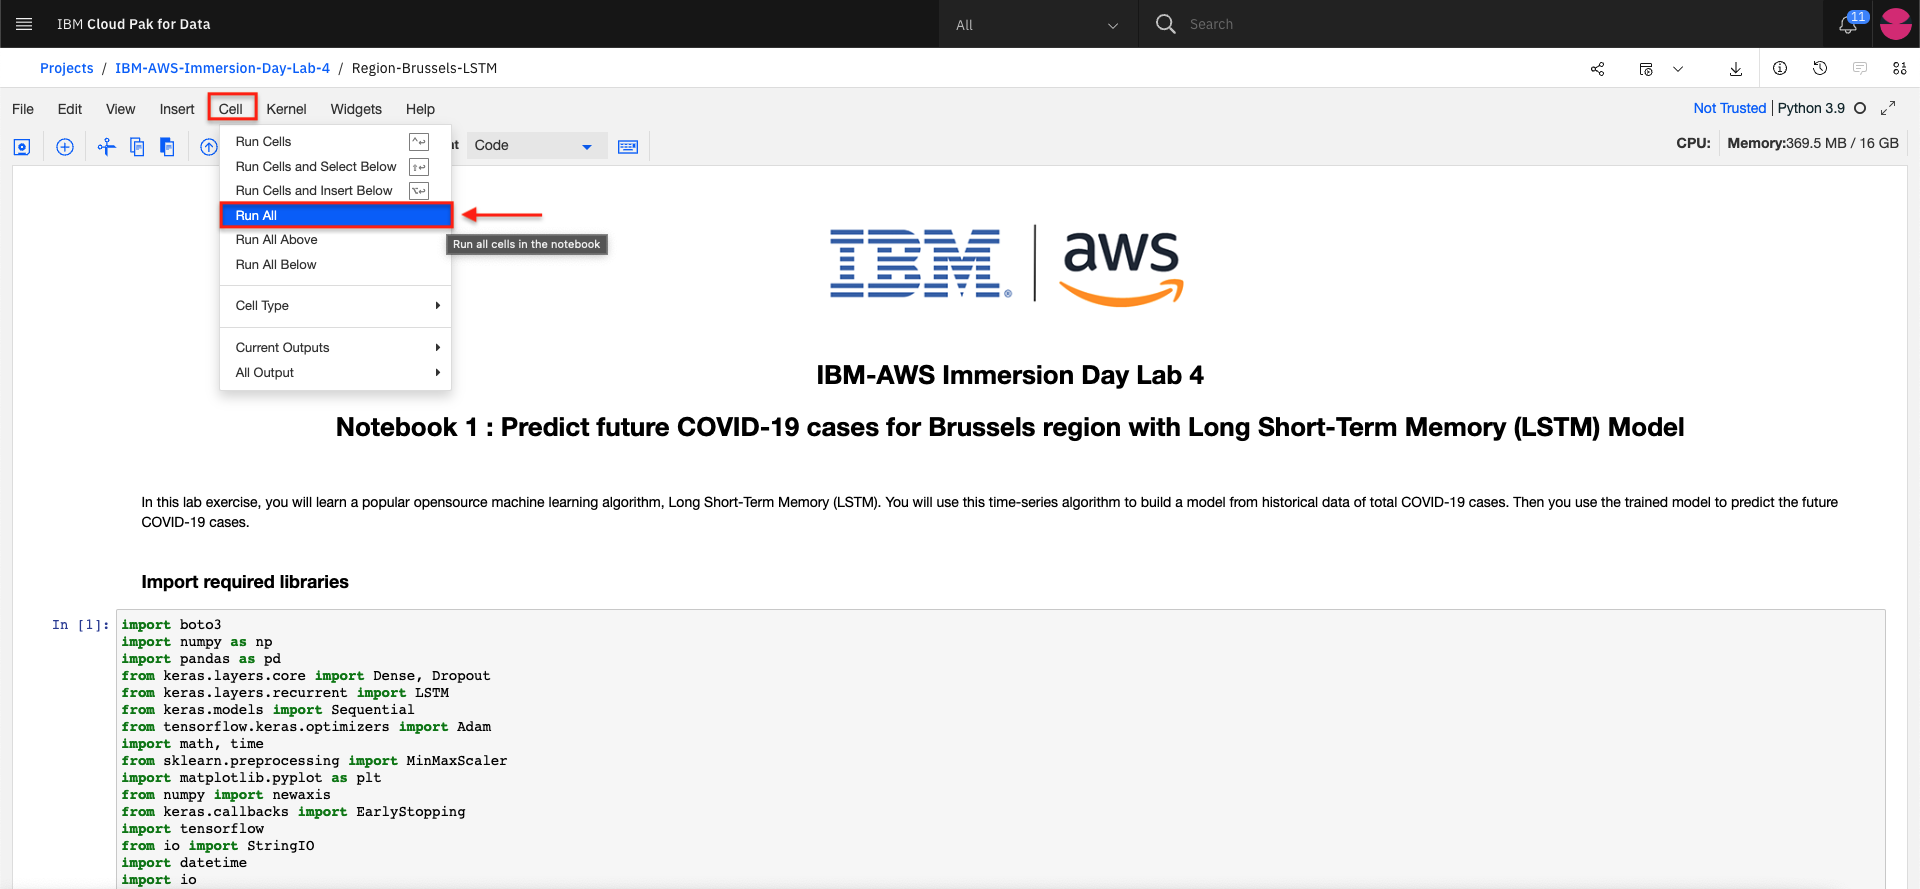 IBM Cloud Pak for Data
All
Search
11
Projects / IBM-AWS-Immersion-Day-Lab-4 / Region-Brussels-LSTM
File Edit View Insert Cell Kernel Widgets Help
Not Trusted | Python 3.9
Code
CPU: Memory:369.5 MB / 16 GB
Run Cells
Run Cells and Select Below
Run Cells and Insert Below
Run All
Run All Above
Run all cells in the notebook
Run All Below
Cell Type
Current Outputs
All Output
IBM®
aws
IBM-AWS Immersion Day Lab 4
Notebook 1 : Predict future COVID-19 cases for Brussels region with Long Short-Term Memory (LSTM) Model
In this lab exercise, you will learn a popular opensource machine learning algorithm, Long Short-Term Memory (LSTM). You will use this time-series algorithm to build a model from historical data of total COVID-19 cases. Then you use the trained model to predict the future
COVID-19 cases.
Import required libraries
In [1]:
import boto3
import numpy as np
import pandas as pd
from keras.layers.core import Dense, Dropout
from keras.layers.recurrent import LSTM
from keras.models import Sequential
from tensorflow.keras.optimizers import Adam
import math, time
from sklearn.preprocessing import MinMaxScaler
import matplotlib.pyplot as plt
from numpy import newaxis
from keras.callbacks import EarlyStopping
import tensorflow
from io import StringIO
import datetime
import io